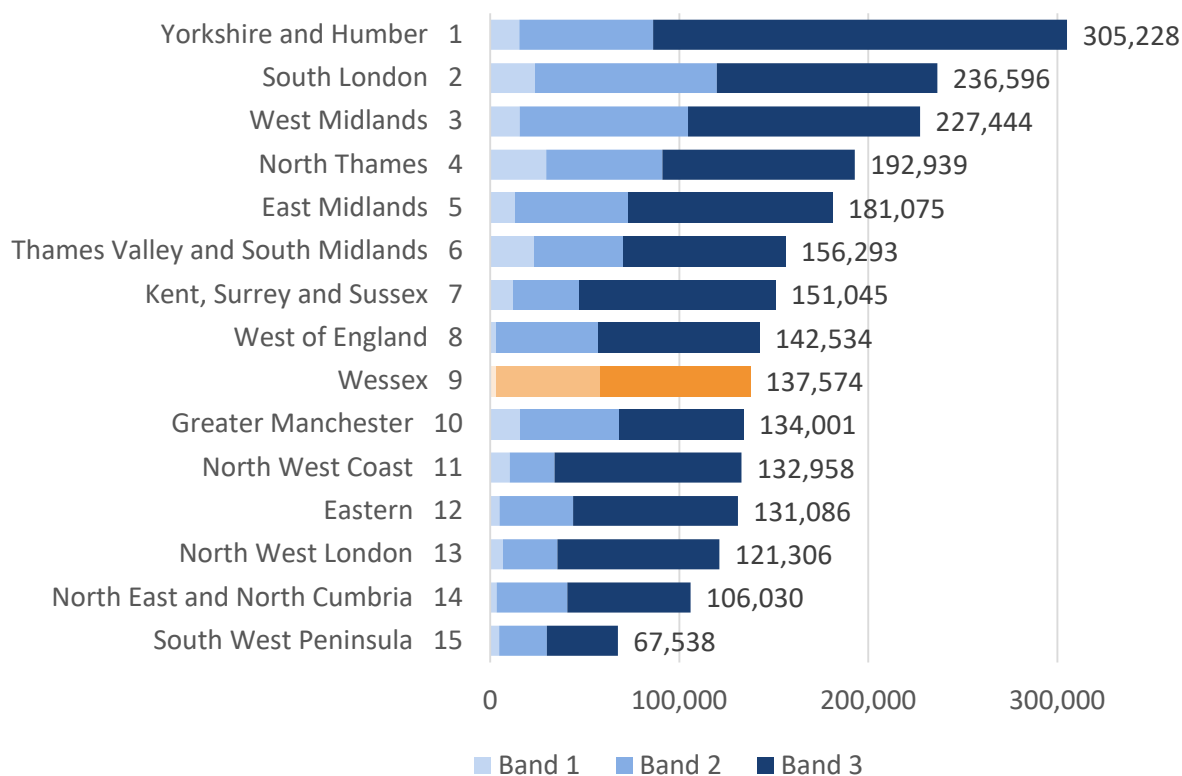 Yorkshire and Humber 1 305,228
South London 2 236,596
West Midlands 3 227,444
North Thames 4 192,939
East Midlands 5 181,075
Thames Valley and South Midlands 6 156,293
Kent, Surrey and Sussex 7 151,045
West of England 8 142,534
Wessex 9 137,574
Greater Manchester 10 134,001
North West Coast 11 132,958
Eastern 12 131,086
North West London 13 121,306
North East and North Cumbria 14 106,030
South West Peninsula 15 67,538
0 100,000 200,000 300,000
Band 1 Band 2 Band 3